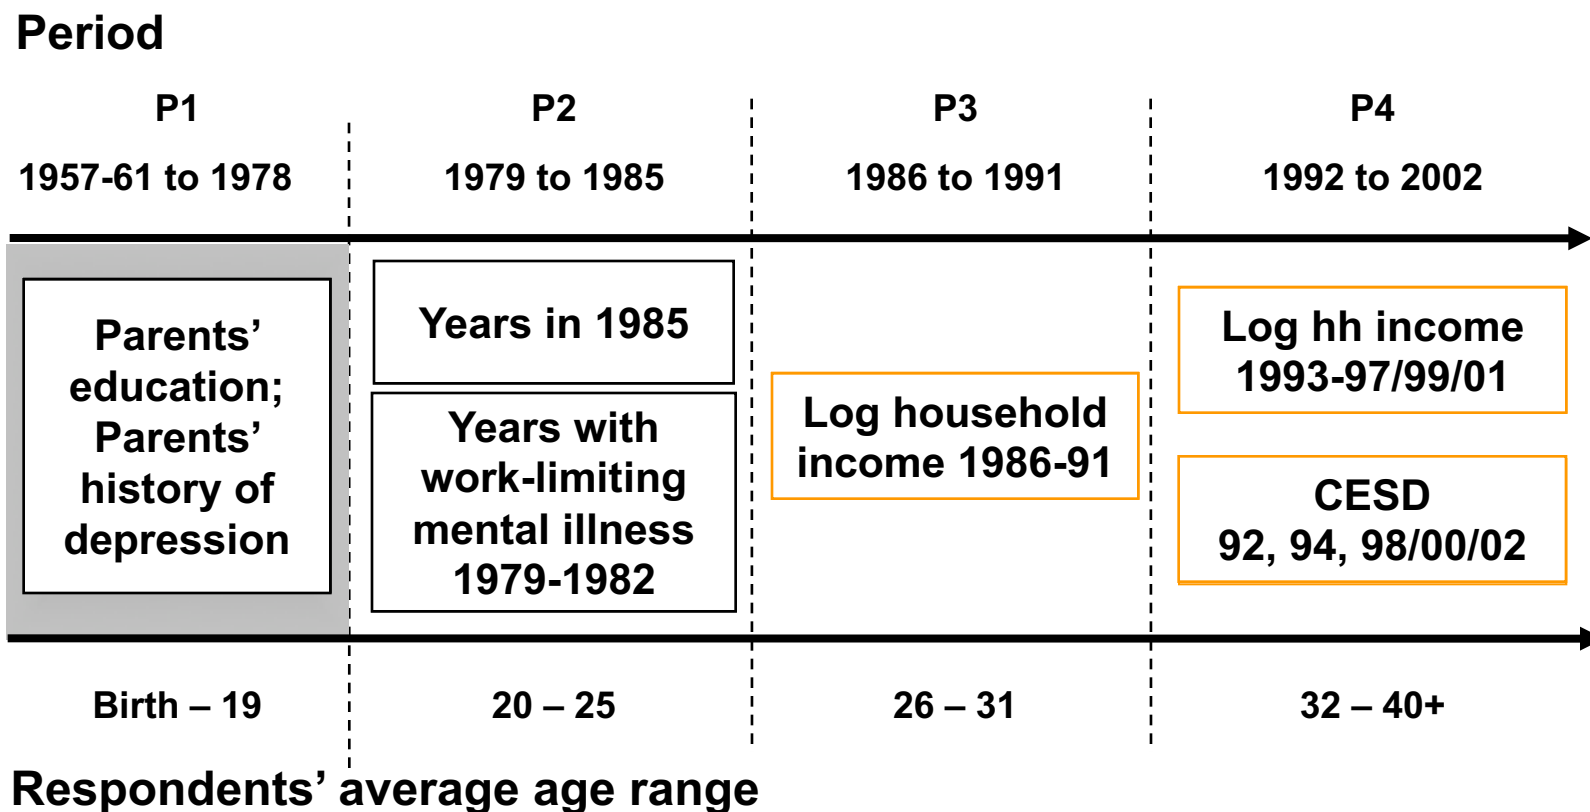 Period
P1
P2
P3
P4
1957-61 to 1978
1979 to 1985
1986 to 1991
1992 to 2002
Parents’
education;
Parents’
history of
depression
Years in 1985
Years with
work-limiting
mental illness
1979-1982
Log household
income 1986-91
Log hh income
1993-97/99/01
CESD
92, 94, 98/00/02
Birth – 19
20 – 25
26 – 31
32 – 40+
Respondents’ average age range